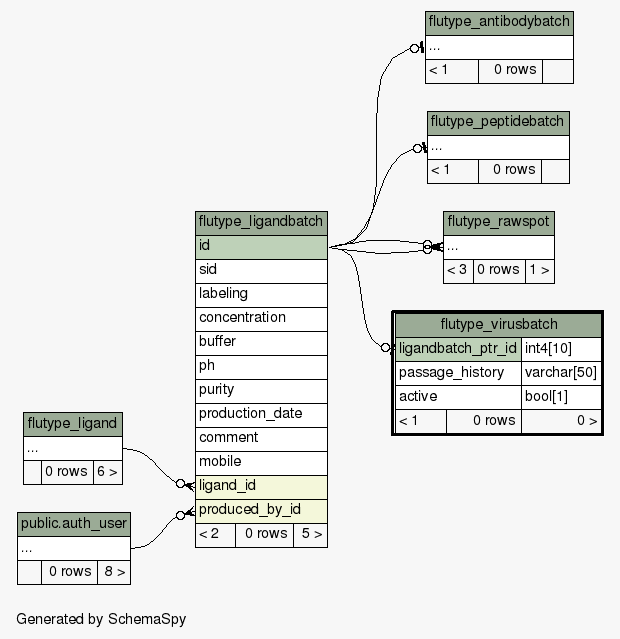 flutype_antibodybatch
...
< 1 0 rows
flutype_peptidebatch
...
< 1 0 rows
flutype_rawspot
...
< 3 0 rows 1 >
flutype_ligandbatch
id
sid
labeling
concentration
buffer
ph
purity
production_date
comment
mobile
ligand_id
produced_by_id
< 2 0 rows 5 >
flutype_virusbatch
ligandbatch_ptr_id int4[10]
passage_history varchar[50]
active bool[1]
< 1 0 rows 0 >
flutype_ligand
...
0 rows 6 >
public.auth_user
...
0 rows 8 >
Generated by SchemaSpy